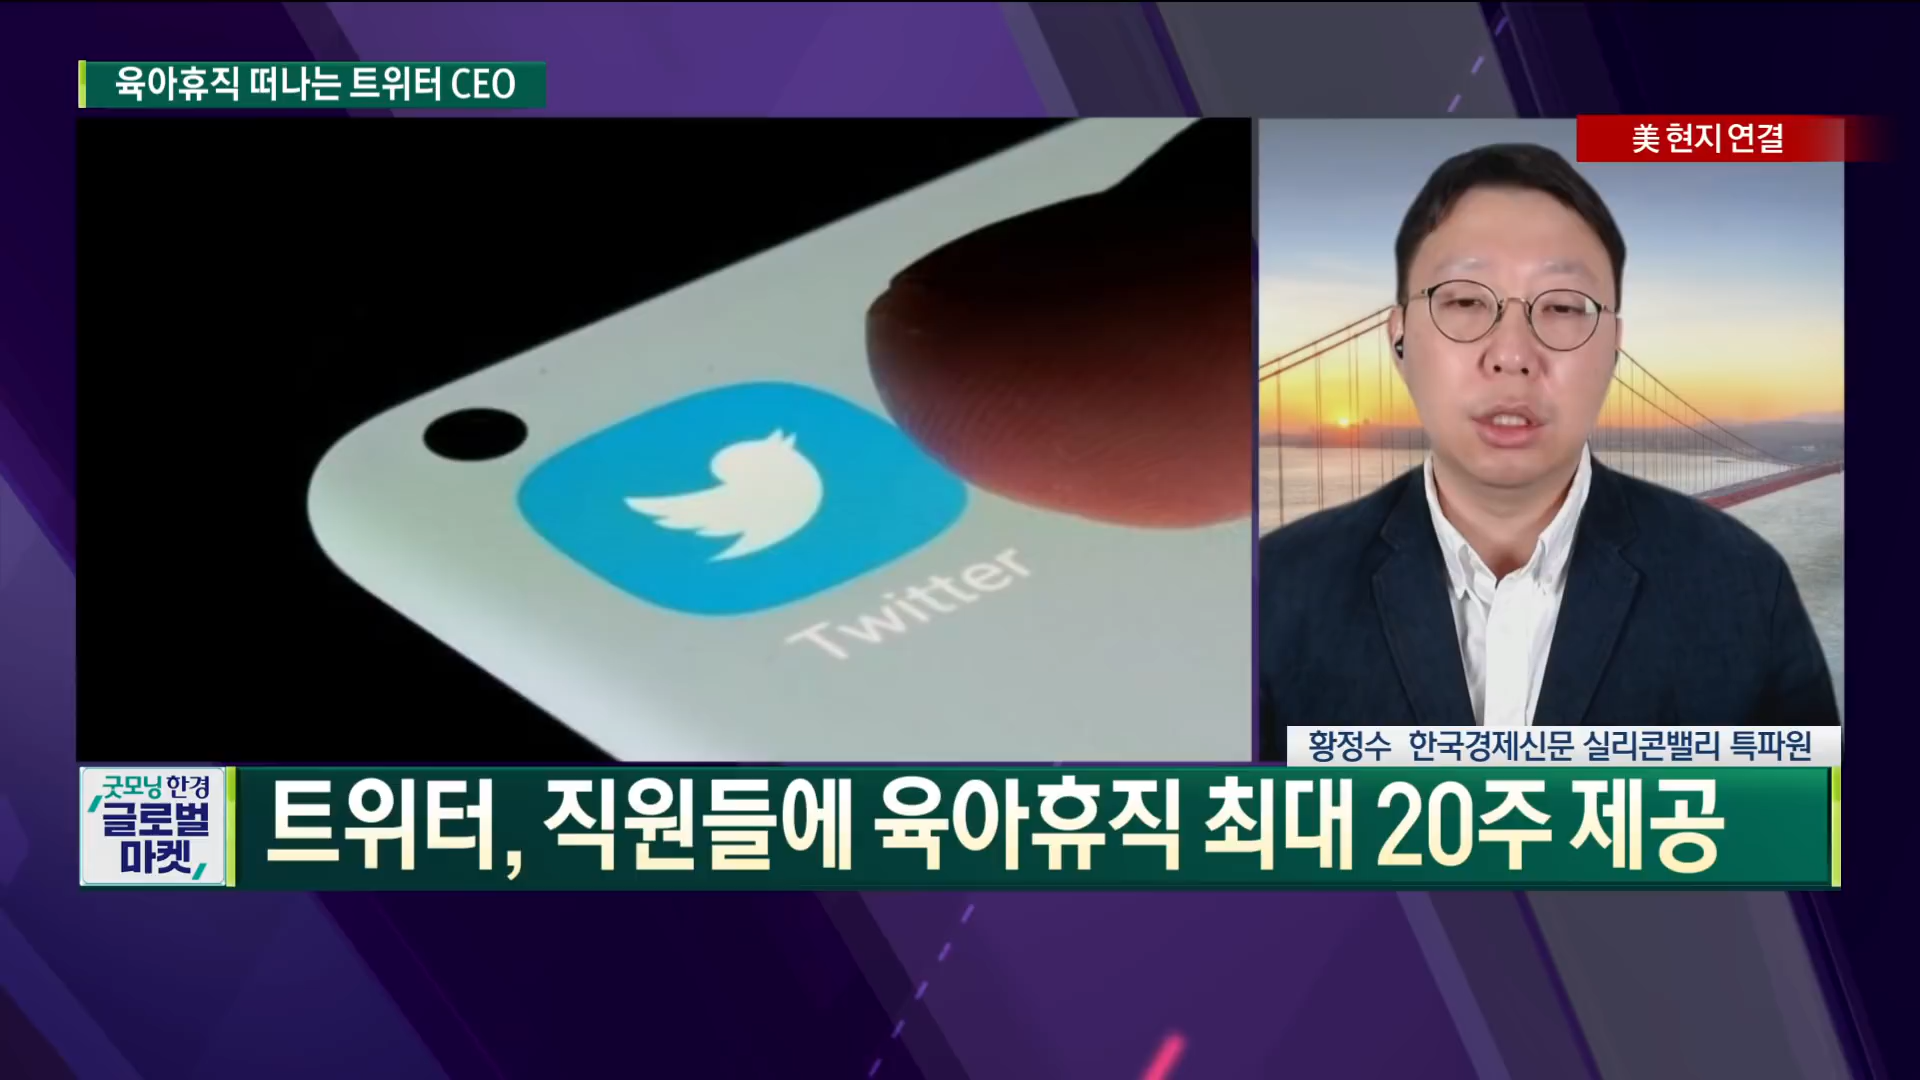 육아휴직 떠나는 트위터 CEO
美 현지 연결
Twitter
황정수 한국경제신문 실리콘밸리 특파원
굿모닝 한경
글로벌
마켓
트위터, 직원들에 육아휴직 최대 20주 제공